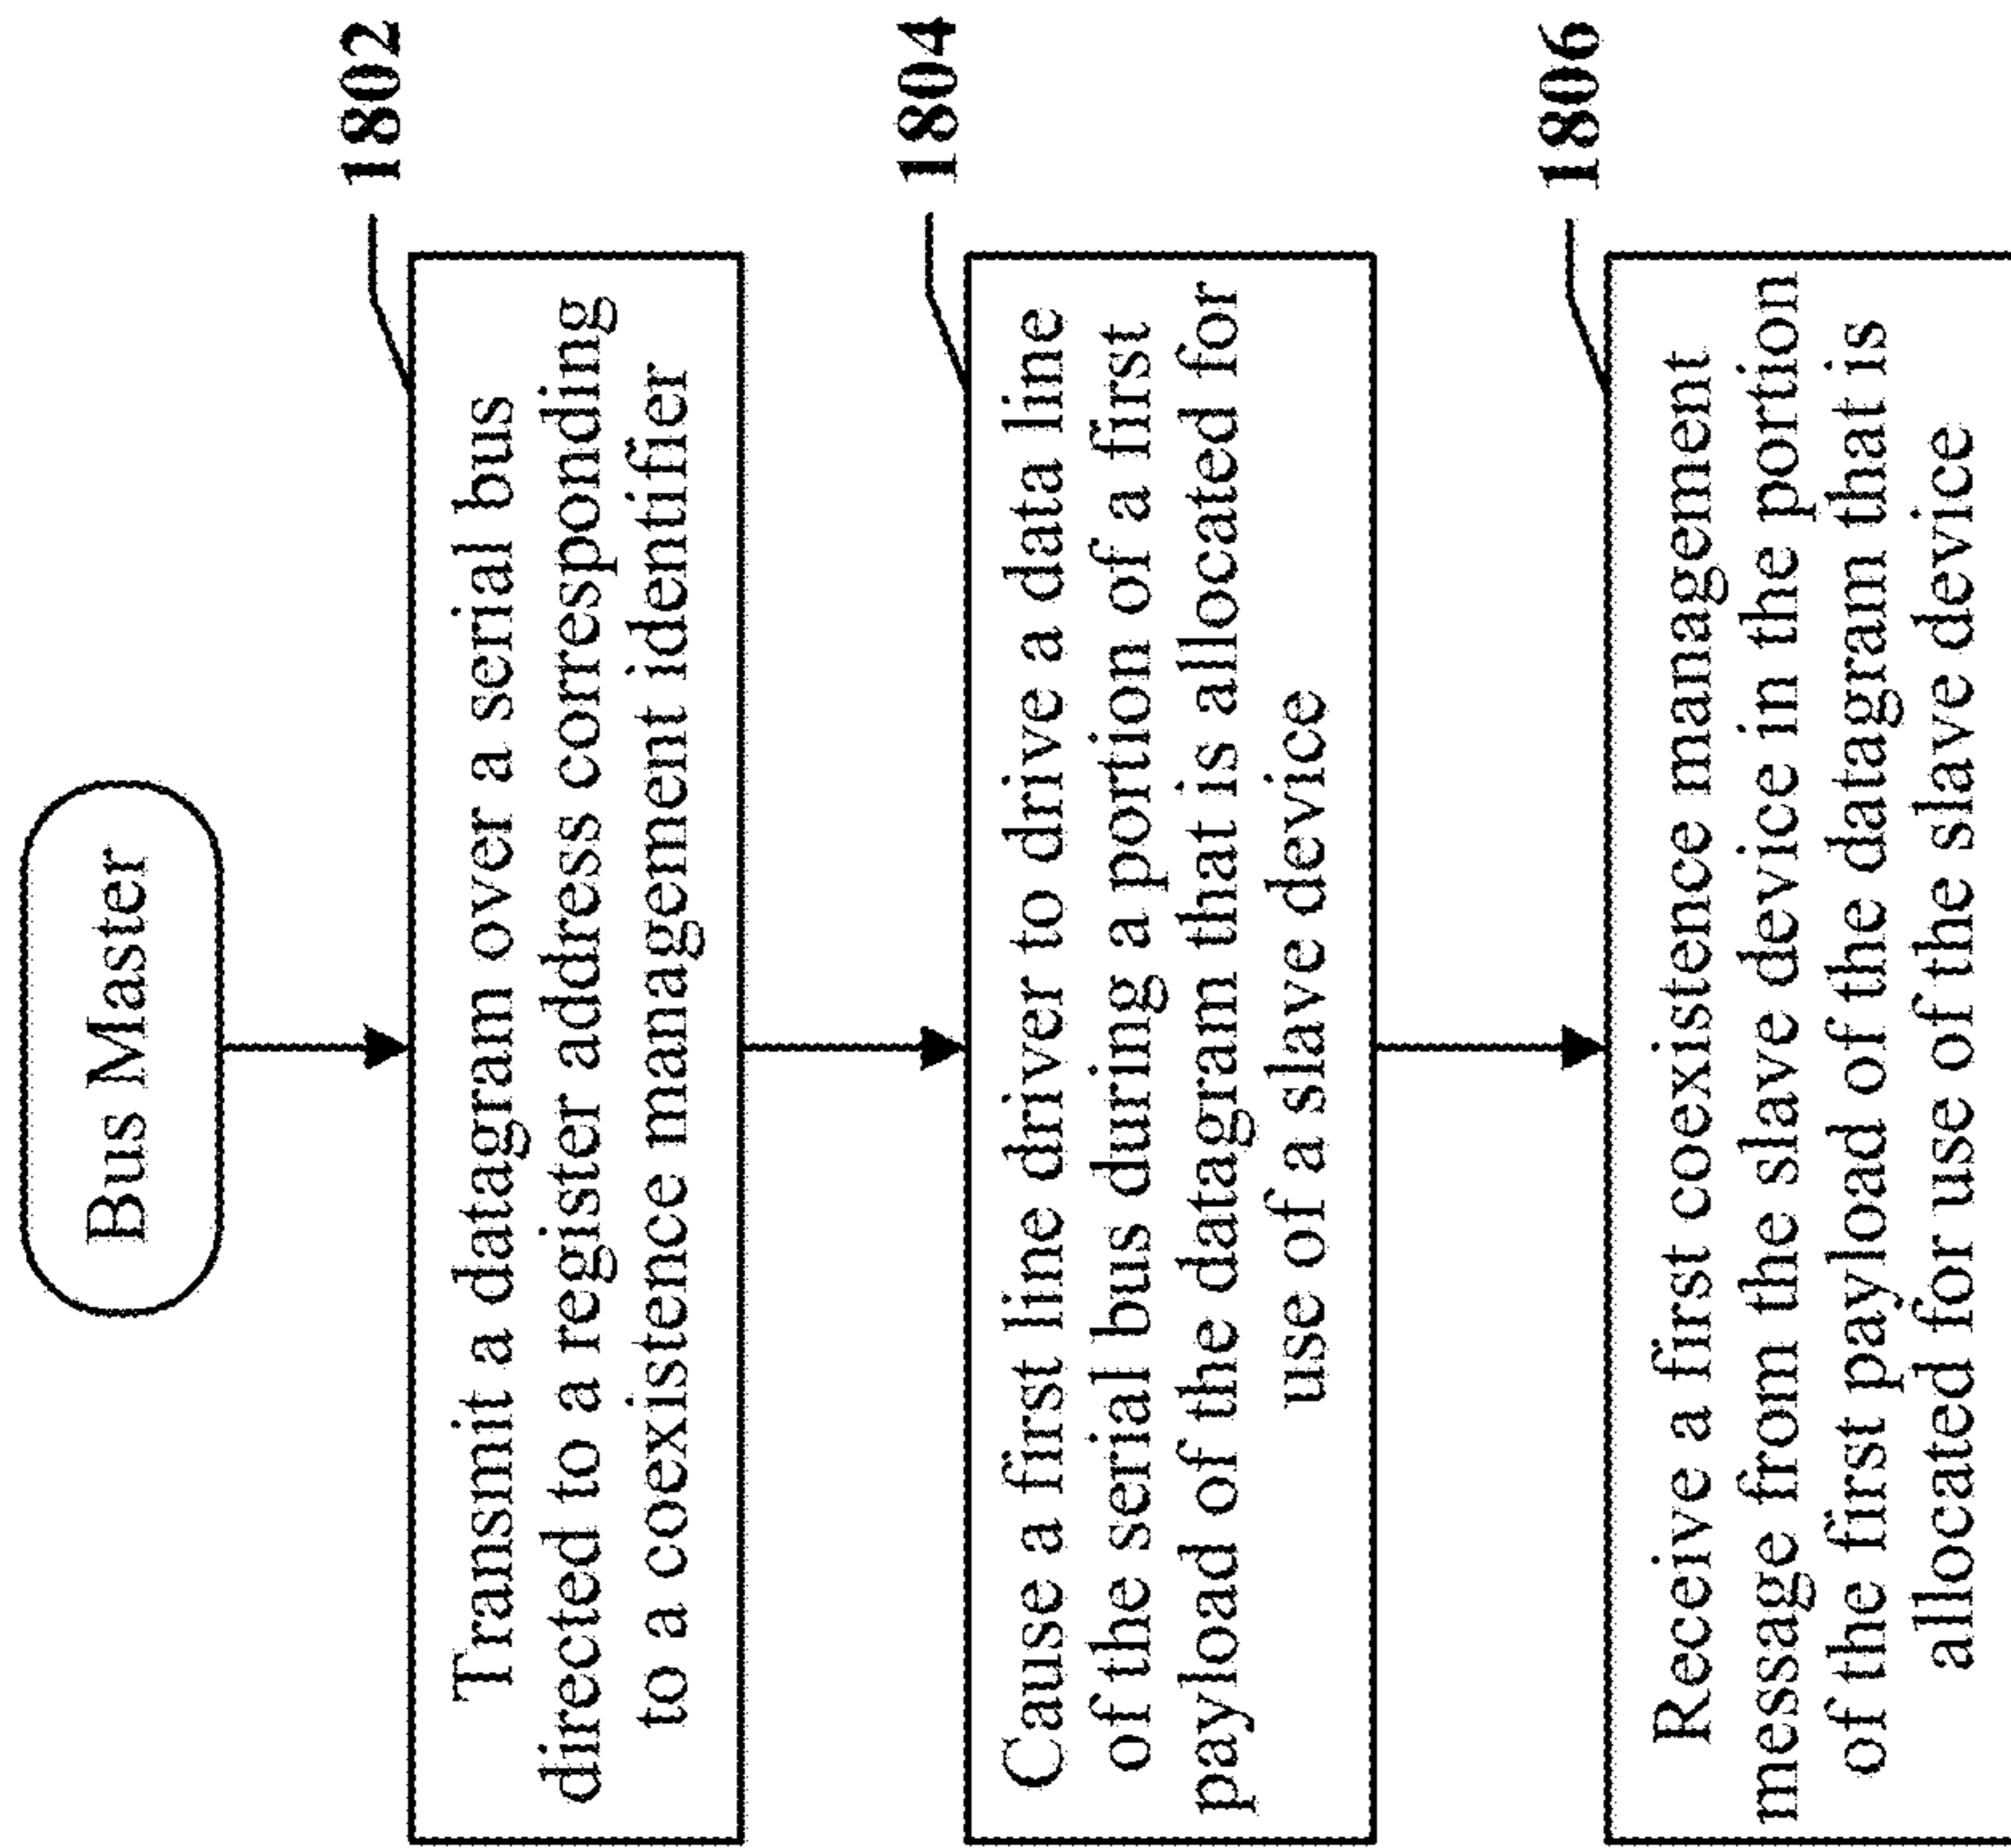 Bus Master
1802
Transmit a datagram over a serial bus
directed to a register address corresponding
to a coexistence management identifier
1804
Cause a first line driver to drive a data line
of the serial bus during a portion of a first
payload of the datagram that is allocated for
use of a slave device
1806
Receive a first coexistence management
message from the slave device in the portion
of the first payload of the datagram that is
allocated for use of the slave device